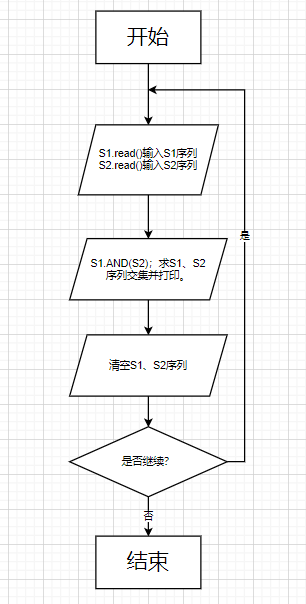 开始
S1.read()输入S1序列
S2.read()输入S2序列
是
S1.AND(S2)；求S1、S2
序列交集并打印。
清空S1、S2序列
是否继续?
否
结束